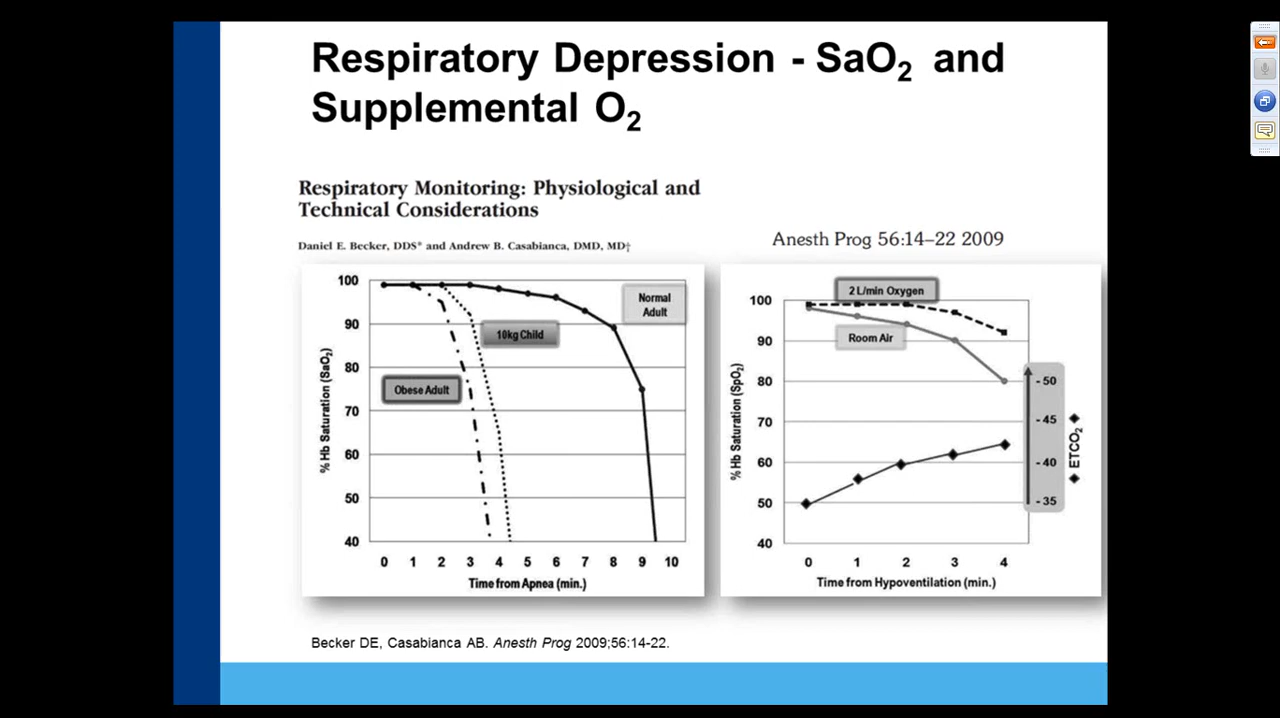 Respiratory Depression - SaO₂ and
Supplemental O₂
Respiratory Monitoring: Physiological and
Technical Considerations
Daniel E. Becker, DDS* and Andrew B. Casabianca, DMD, MD†
Anesth Prog 56:14–22 2009
% Hb Saturation (SaO₂)
100
90
80
70
60
50
40
Normal
Adult
10kg Child
Obese Adult
0 1 2 3 4 5 6 7 8 9 10
Time from Apnea (min.)
% Hb Saturation (SpO₂)
100
90
80
70
60
50
40
2 L/min Oxygen
Room Air
- 50
- 45
- 40
- 35
ETCO₂
0 1 2 3 4
Time from Hypoventilation (min.)
Becker DE, Casabianca AB. Anesth Prog 2009;56:14-22.